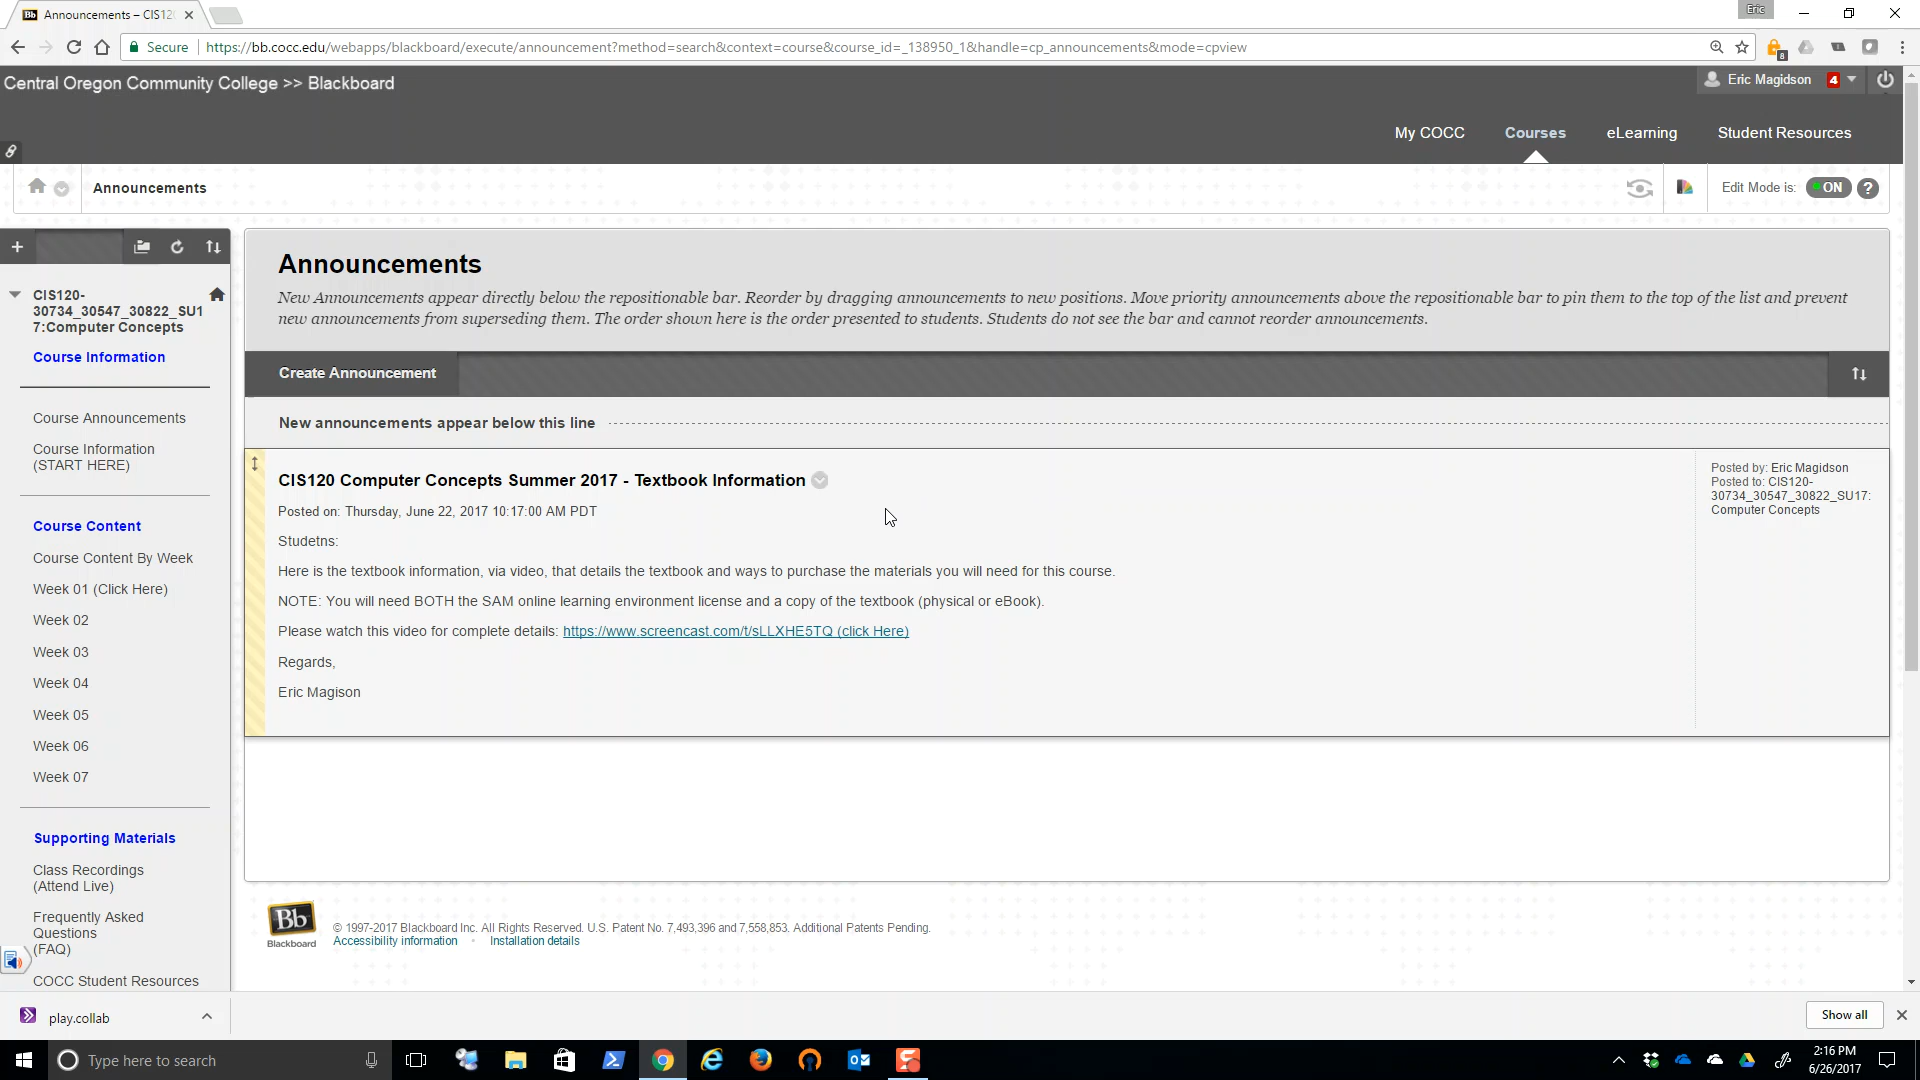 Announcements – CIS12
Eric
Secure
https://bb.cocc.edu/webapps/blackboard/execute/announcement?method=search&context=course&course_id=_138950_1&handle=cp_announcements&mode=cpview
8
Central Oregon Community College >> Blackboard
Eric Magidson 4
My COCC
Courses
eLearning
Student Resources
Announcements
Edit Mode is:
ON
?
CIS120-
30734_30547_30822_SU1
7:Computer Concepts
Course Information
Course Announcements
Course Information
(START HERE)
Course Content
Course Content By Week
Week 01 (Click Here)
Week 02
Week 03
Week 04
Week 05
Week 06
Week 07
Supporting Materials
Class Recordings
(Attend Live)
Frequently Asked
Questions
(FAQ)
COCC Student Resources
Announcements
New Announcements appear directly below the repositionable bar. Reorder by dragging announcements to new positions. Move priority announcements above the repositionable bar to pin them to the top of the list and prevent
new announcements from superseding them. The order shown here is the order presented to students. Students do not see the bar and cannot reorder announcements.
Create Announcement
New announcements appear below this line
CIS120 Computer Concepts Summer 2017 - Textbook Information
Posted on: Thursday, June 22, 2017 10:17:00 AM PDT
Studetns:
Here is the textbook information, via video, that details the textbook and ways to purchase the materials you will need for this course.
NOTE: You will need BOTH the SAM online learning environment license and a copy of the textbook (physical or eBook).
Please watch this video for complete details: https://www.screencast.com/t/sLLXHE5TQ (click Here)
Regards,
Eric Magison
Posted by: Eric Magidson
Posted to: CIS120-
30734_30547_30822_SU17:
Computer Concepts
Bb
Blackboard
© 1997-2017 Blackboard Inc. All Rights Reserved. U.S. Patent No. 7,493,396 and 7,558,853. Additional Patents Pending.
Accessibility information
Installation details
play.collab
Show all
Type here to search
2:16 PM
6/26/2017